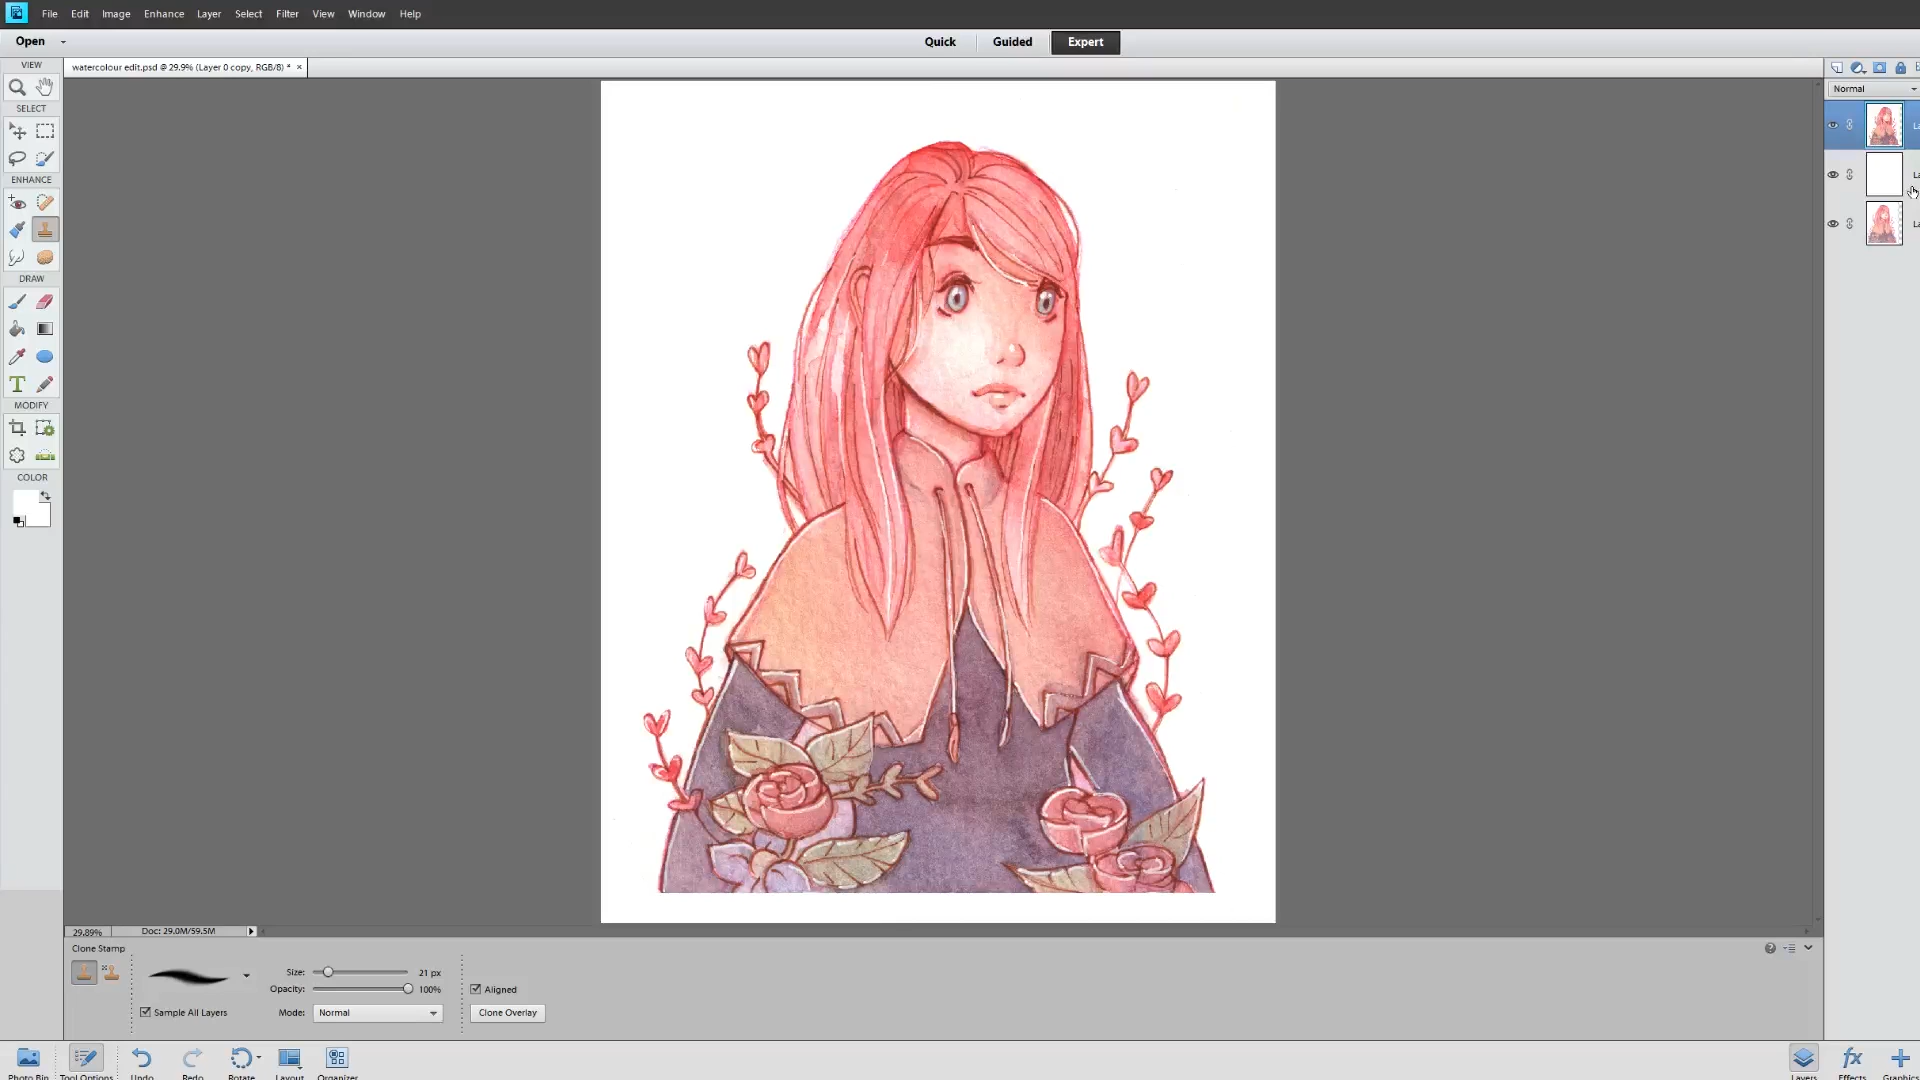 File Edit Image Enhance Layer Select Filter View Window Help
Open
Quick Guided Expert
VIEW
watercolour edit.psd @ 29.9% (Layer 0 copy, RGB/8) * ×
Normal
SELECT
ENHANCE
DRAW
T
MODIFY
COLOR
29.89% Doc: 29.0M/59.5M
Clone Stamp
Size: 21 px
Opacity: 100%
Aligned
Sample All Layers
Mode: Normal
Clone Overlay
fx
Photo Bin Tool Options Undo Redo Rotate Layout Organizer Layers Effects Graphics